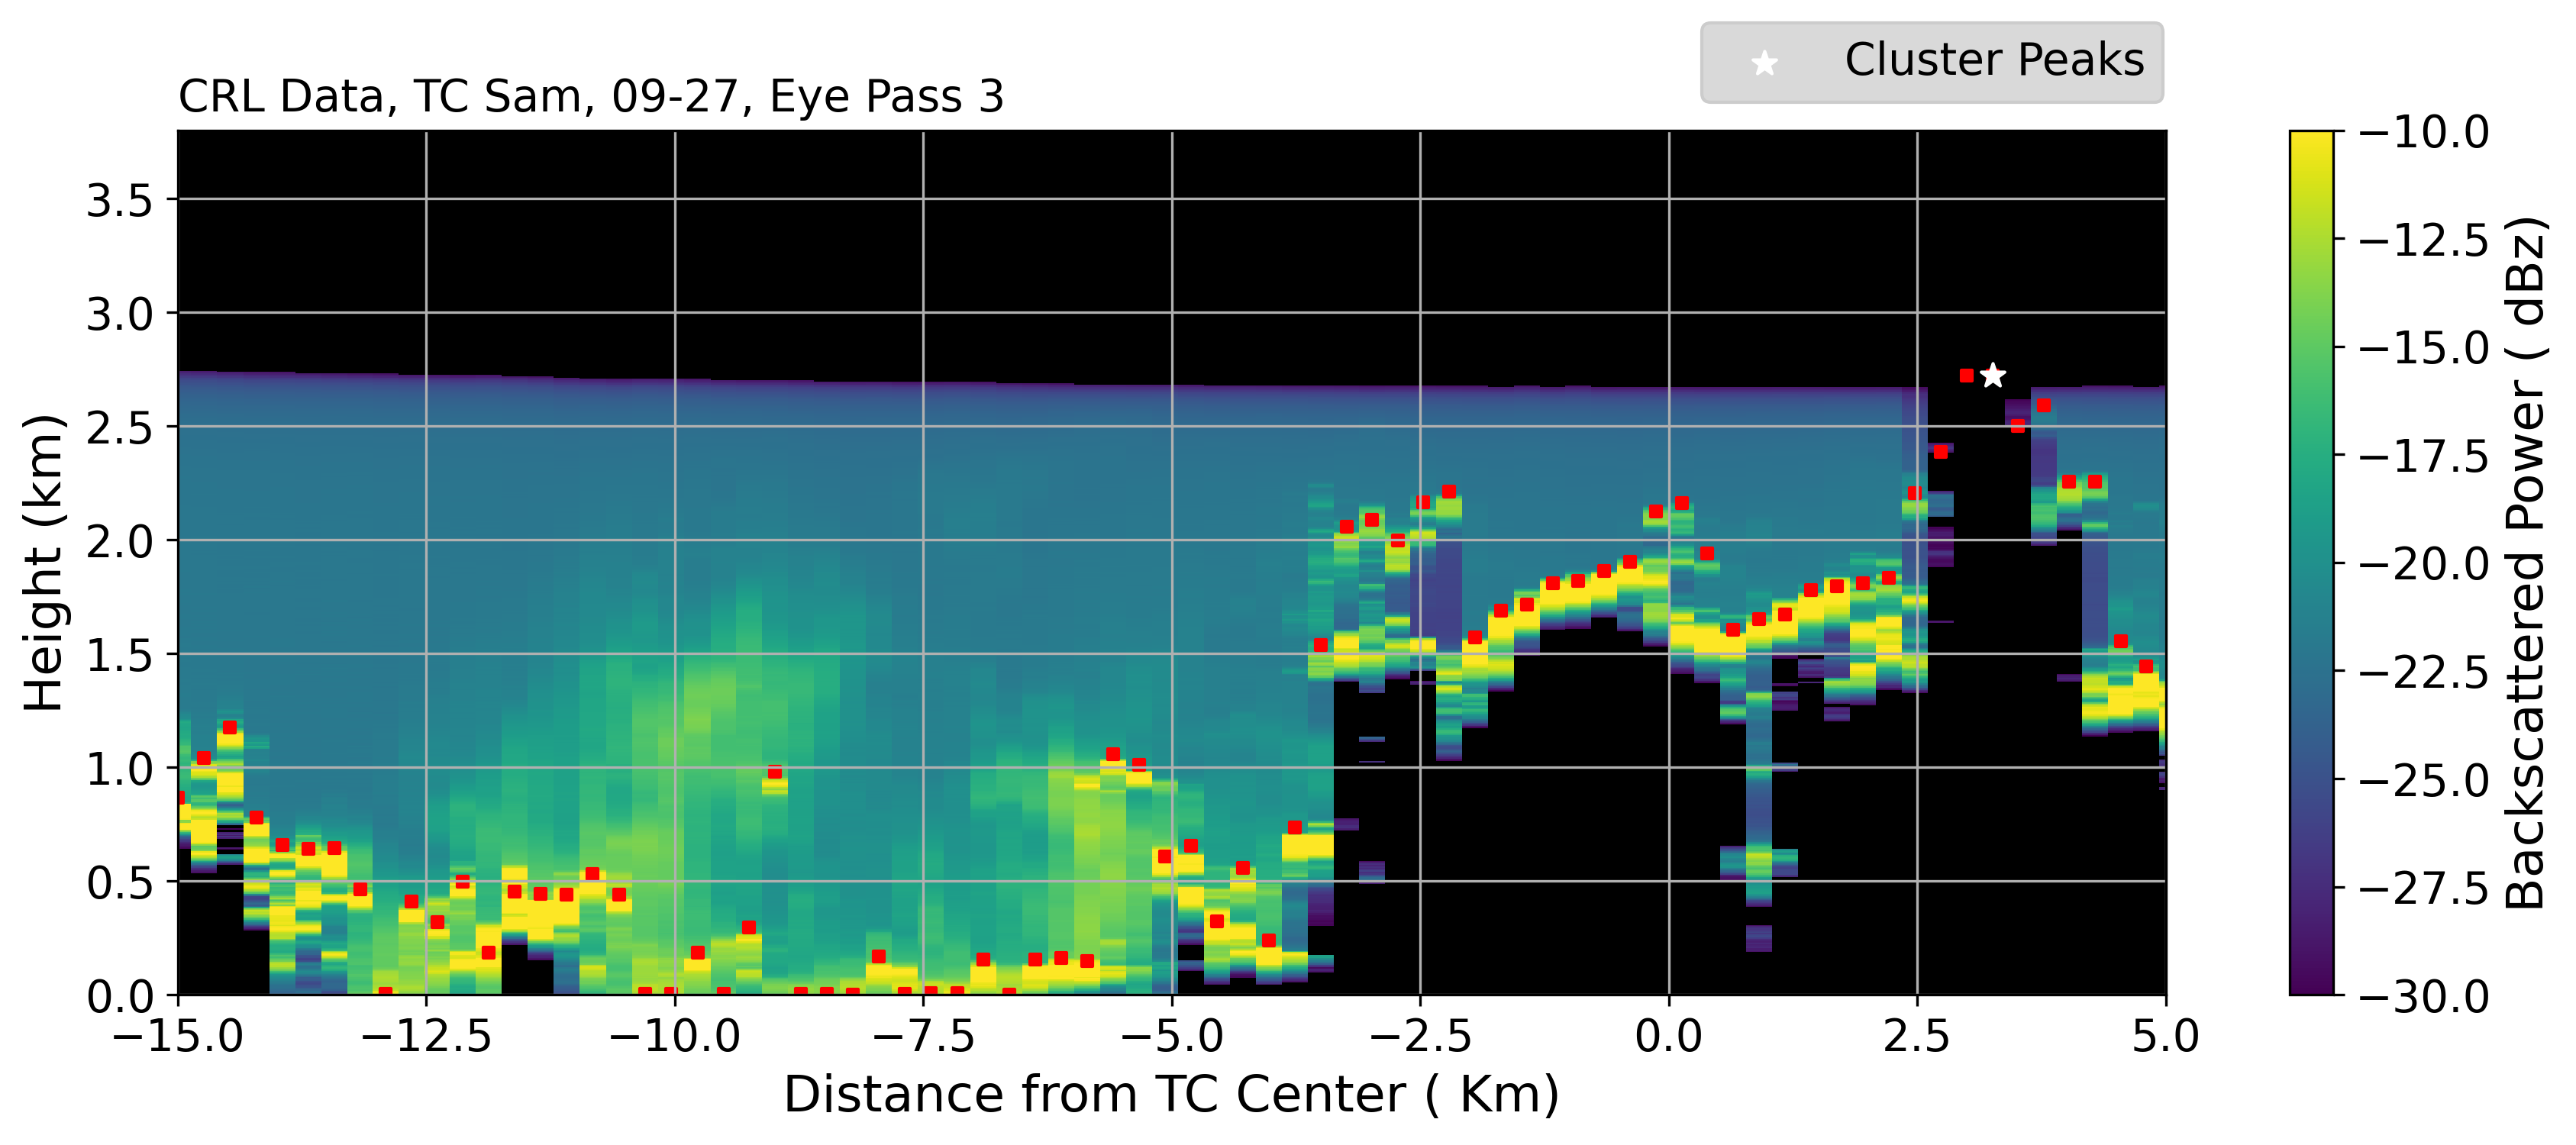 Cluster Peaks
CRL Data, TC Sam, 09-27, Eye Pass 3
Height (km)
3.5
3.0
2.5
2.0
1.5
1.0
0.5
0.0
−15.0 −12.5 −10.0 −7.5 −5.0 −2.5 0.0 2.5 5.0
Distance from TC Center ( Km)
−10.0
−12.5
−15.0
−17.5
−20.0
−22.5
−25.0
−27.5
−30.0
Backscattered Power ( dBz)